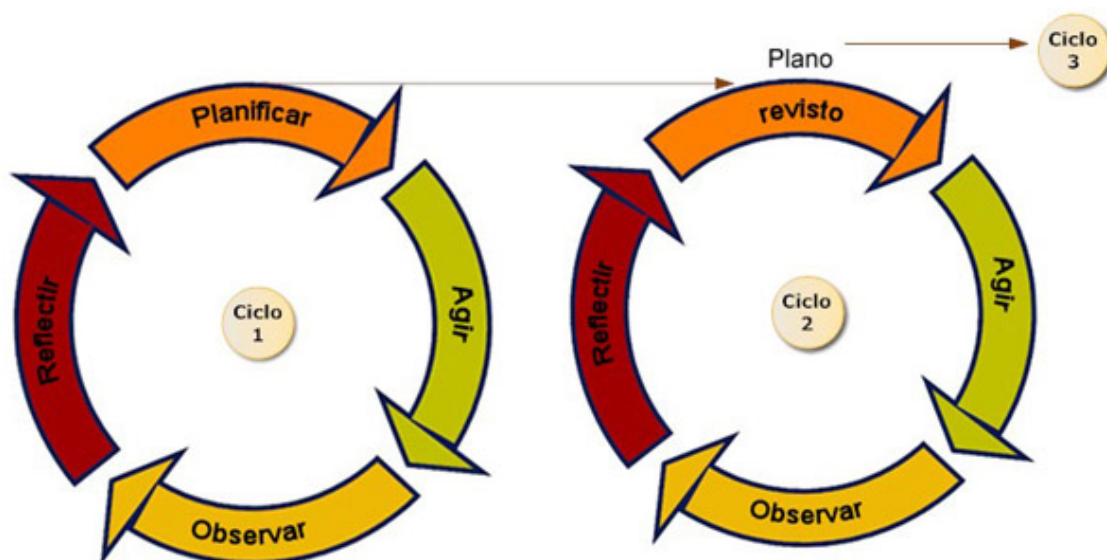 Planificar
Agir
Observar
Reflectir
Ciclo
1
Plano
revisto
Agir
Observar
Reflectir
Ciclo
2
Ciclo
3